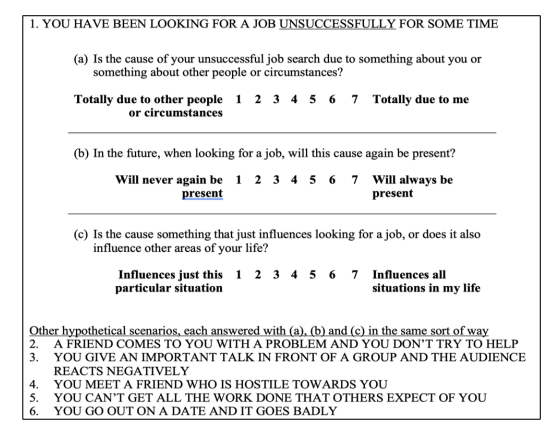 1. YOU HAVE BEEN LOOKING FOR A JOB UNSUCCESSFULLY FOR SOME TIME
(a) Is the cause of your unsuccessful job search due to something about you or
something about other people or circumstances?
Totally due to other people 1 2 3 4 5 6 7 Totally due to me
or circumstances
(b) In the future, when looking for a job, will this cause again be present?
Will never again be 1 2 3 4 5 6 7 Will always be
present present
(c) Is the cause something that just influences looking for a job, or does it also
influence other areas of your life?
Influences just this 1 2 3 4 5 6 7 Influences all
particular situation situations in my life
Other hypothetical scenarios, each answered with (a), (b) and (c) in the same sort of way
2. A FRIEND COMES TO YOU WITH A PROBLEM AND YOU DON'T TRY TO HELP
3. YOU GIVE AN IMPORTANT TALK IN FRONT OF A GROUP AND THE AUDIENCE
REACTS NEGATIVELY
4. YOU MEET A FRIEND WHO IS HOSTILE TOWARDS YOU
5. YOU CAN'T GET ALL THE WORK DONE THAT OTHERS EXPECT OF YOU
6. YOU GO OUT ON A DATE AND IT GOES BADLY